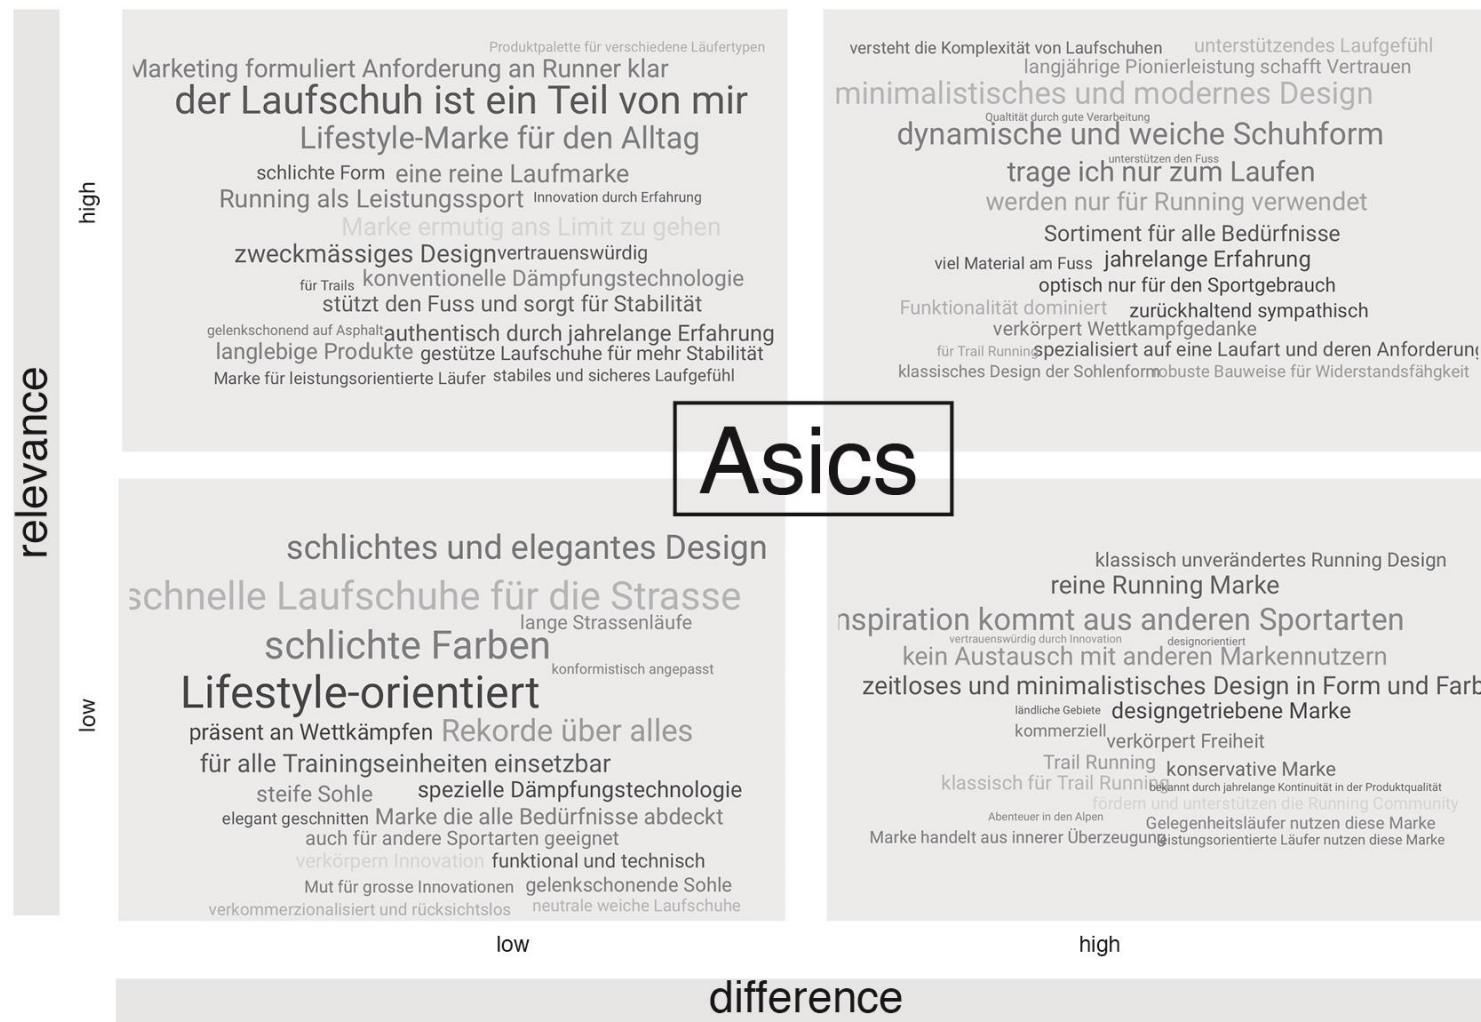 Produktpalette für verschiedene Läufertypen
Marketing formuliert Anforderung an Runner klar
der Laufschuh ist ein Teil von mir
Lifestyle-Marke für den Alltag
schlichte Form eine reine Laufmarke
Running als Leistungssport Innovation durch Erfahrung
Marke ermutig ans Limit zu gehen
zweckmässiges Design vertrauenswürdig
für Trails konventionelle Dämpfungstechnologie
stützt den Fuss und sorgt für Stabilität
gelenkschonend auf Asphalt authentisch durch jahrelange Erfahrung
langlebige Produkte gestütze Laufschuhe für mehr Stabilität
Marke für leistungsorientierte Läufer stabiles und sicheres Laufgefühl
versteht die Komplexität von Laufschuhen unterstützendes Laufgefühl
langjährige Pionierleistung schafft Vertrauen
minimalistisches und modernes Design
Qualtität durch gute Verarbeitung
dynamische und weiche Schuhform
unterstützen den Fuss
trage ich nur zum Laufen
werden nur für Running verwendet
Sortiment für alle Bedürfnisse
viel Material am Fuss jahrelange Erfahrung
optisch nur für den Sportgebrauch
Funktionalität dominiert zurückhaltend sympathisch
verkörpert Wettkampfgedanke
für Trail Running spezialisiert auf eine Laufart und deren Anforderung
klassisches Design der Sohlenform robuste Bauweise für Widerstandsfähgkeit
high
relevance
Asics
schlichtes und elegantes Design
schnelle Laufschuhe für die Strasse
lange Strassenläufe
schlichte Farben
konformistisch angepasst
Lifestyle-orientiert
präsent an Wettkämpfen Rekorde über alles
für alle Trainingseinheiten einsetzbar
steife Sohle spezielle Dämpfungstechnologie
elegant geschnitten Marke die alle Bedürfnisse abdeckt
auch für andere Sportarten geeignet
verkörpern Innovation funktional und technisch
Mut für grosse Innovationen gelenkschonende Sohle
verkommerzionalisiert und rücksichtslos neutrale weiche Laufschuhe
klassisch unverändertes Running Design
reine Running Marke
nspiration kommt aus anderen Sportarten
vertrauenswürdig durch Innovation designorientiert
kein Austausch mit anderen Markennutzern
zeitloses und minimalistisches Design in Form und Farb
ländliche Gebiete designgetriebene Marke
kommerziell verkörpert Freiheit
Trail Running konservative Marke
klassisch für Trail Running bekannt durch jahrelange Kontinuität in der Produktqualität
fördern und unterstützen die Running Community
Abenteuer in den Alpen Gelegenheitsläufer nutzen diese Marke
Marke handelt aus innerer Überzeugung leistungsorientierte Läufer nutzen diese Marke
low
low
high
difference